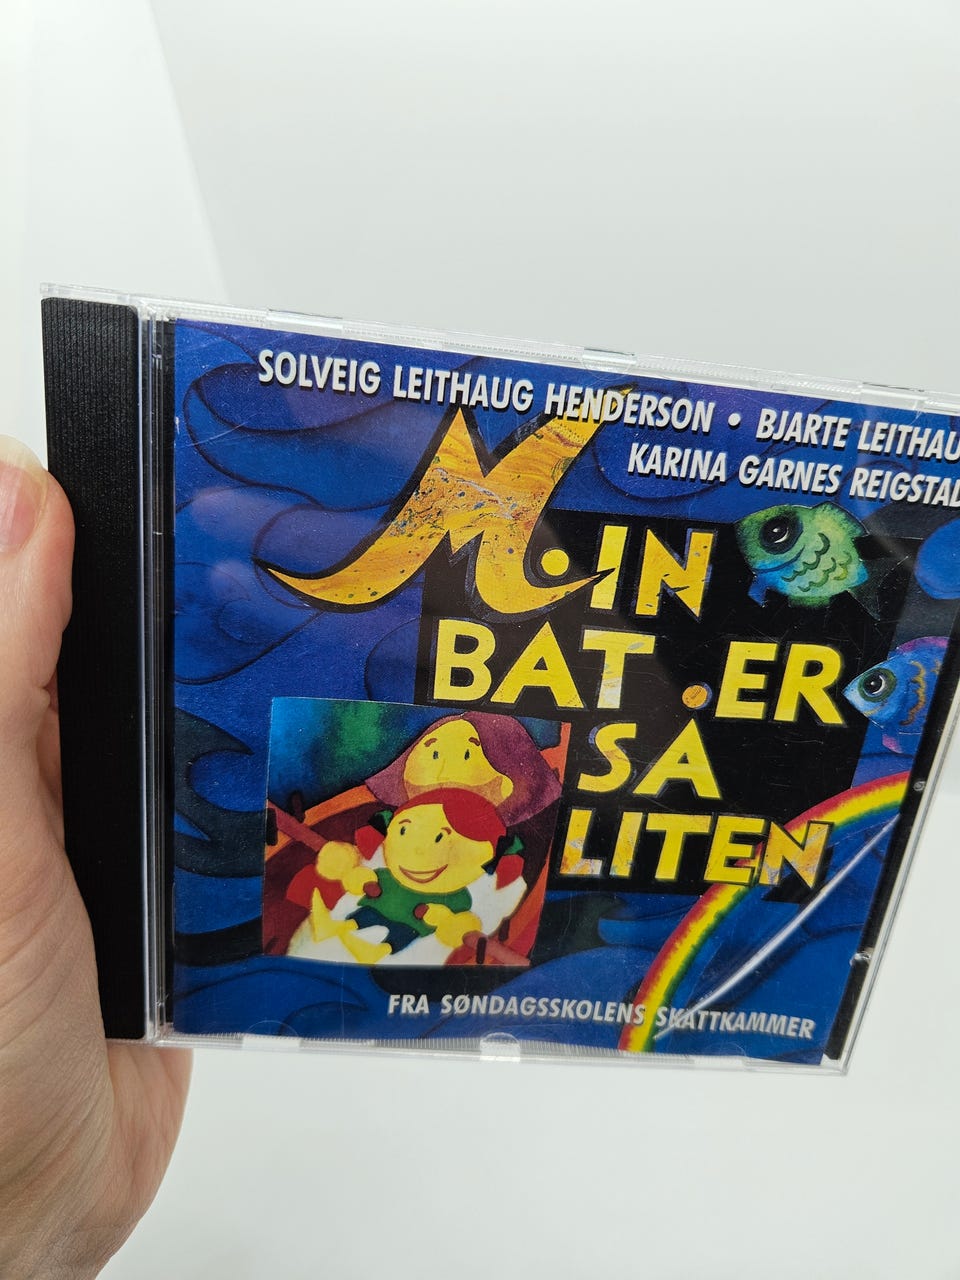 SOLVEIG LEITHAUG HENDERSON • BJARTE LEITHAU
KARINA GARNES REIGSTAD
MIN
BAT ER
SA
LITEN
FRA SØNDAGSSKOLENS SKATTKAMMER